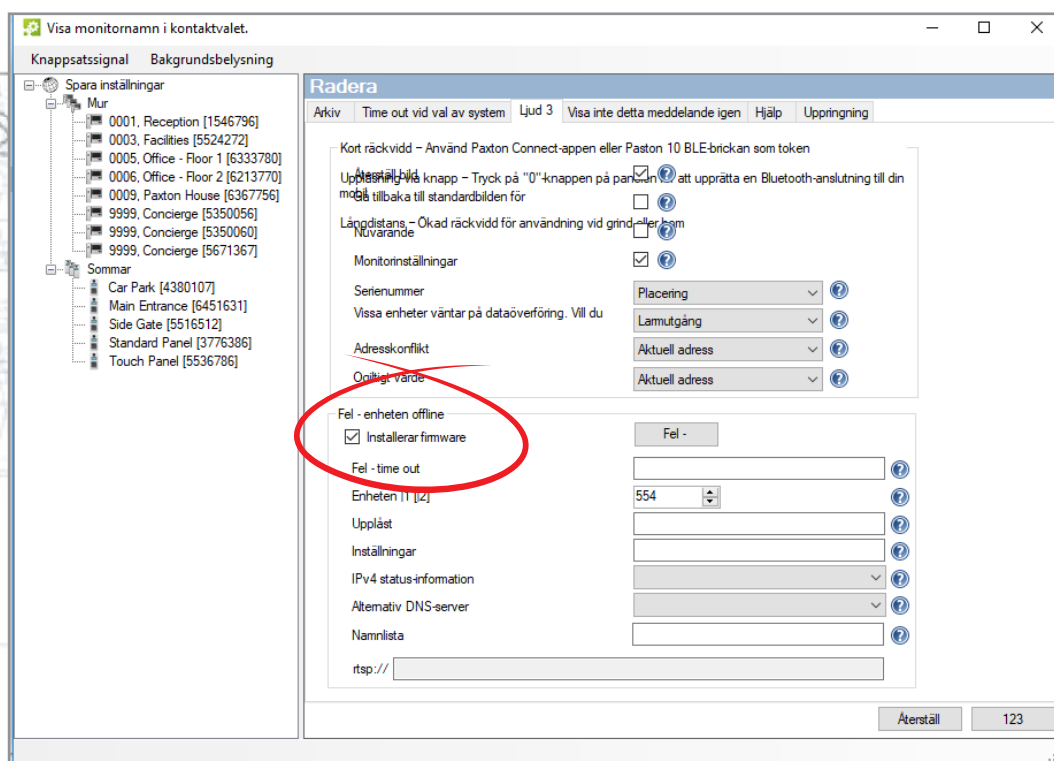 Visa monitornamn i kontaktvalet.
Knappsatssignal Bakgrundsbelysning
Spara inställningar
Mur
0001, Reception [1546796]
0003, Facilities [5524272]
0005, Office - Floor 1 [6333780]
0006, Office - Floor 2 [6213770]
0009, Paxton House [6367756]
9999, Concierge [5350056]
9999, Concierge [5350060]
9999, Concierge [5671367]
Sommar
Car Park [4380107]
Main Entrance [6451631]
Side Gate [5516512]
Standard Panel [3776386]
Touch Panel [5536786]
Radera
Arkiv Time out vid val av system Ljud 3 Visa inte detta meddelande igen Hjälp Uppringning
Kort räckvidd – Använd Paxton Connect-appen eller Paston 10 BLE-brickan som token
Återställ bild
Upplåsning via knapp – Tryck på "0"-knappen på panelen att upprätta en Bluetooth-anslutning till din
mobil
Gå tillbaka till standardbilden för
Långdistans – Ökad räckvidd för användning vid grind eller bom
Nuvarande
Monitorinställningar
Serienummer Placering
Vissa enheter väntar på dataöverföring. Vill du Larmutgång
Adresskonflikt Aktuell adress
Ogiltigt värde Aktuell adress
Fel - enheten offline
Installerar firmware Fel -
Fel - time out
Enheten |1 |2] 554
Upplåst
Inställningar
IPv4 status-information
Alternativ DNS-server
Namnlista
rtsp://
Återställ 123